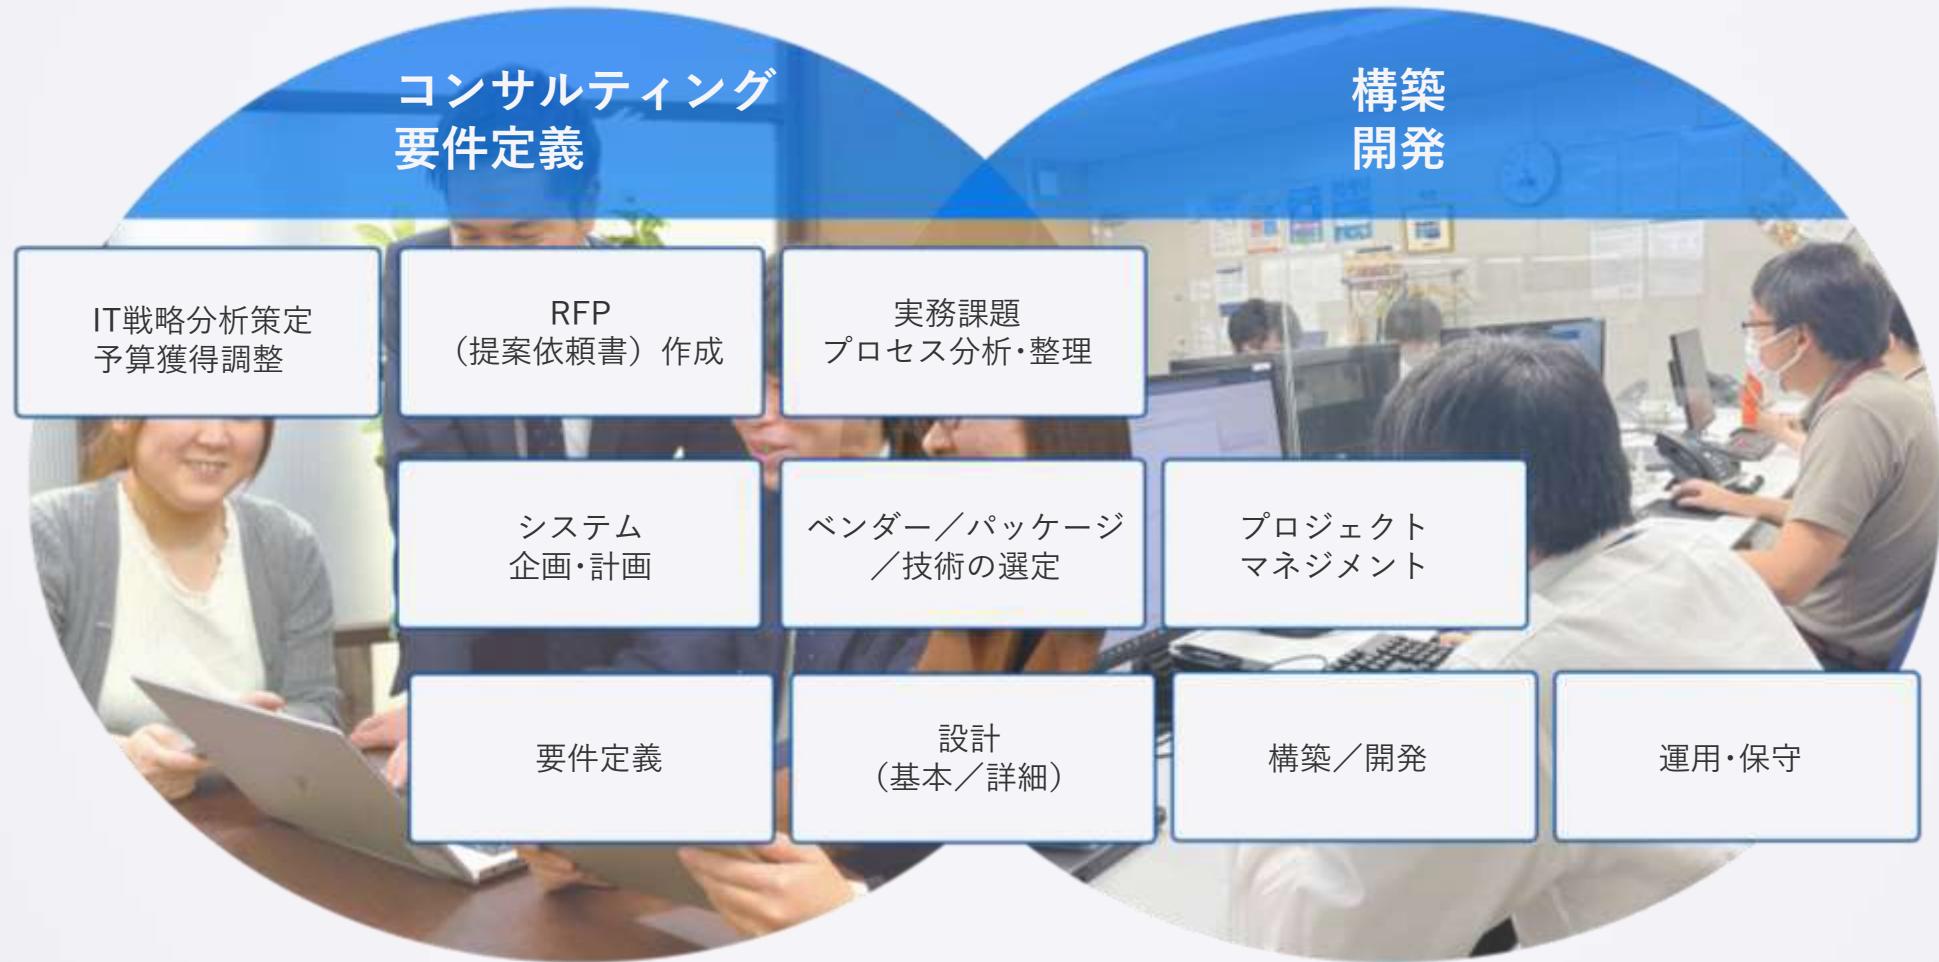 コンサルティング
要件定義
構築
開発
IT戦略分析策定
予算獲得調整
RFP
（提案依頼書）作成
実務課題
プロセス分析・整理
システム
企画・計画
ベンダー／パッケージ
／技術の選定
プロジェクト
マネジメント
要件定義
設計
（基本／詳細）
構築／開発
運用・保守